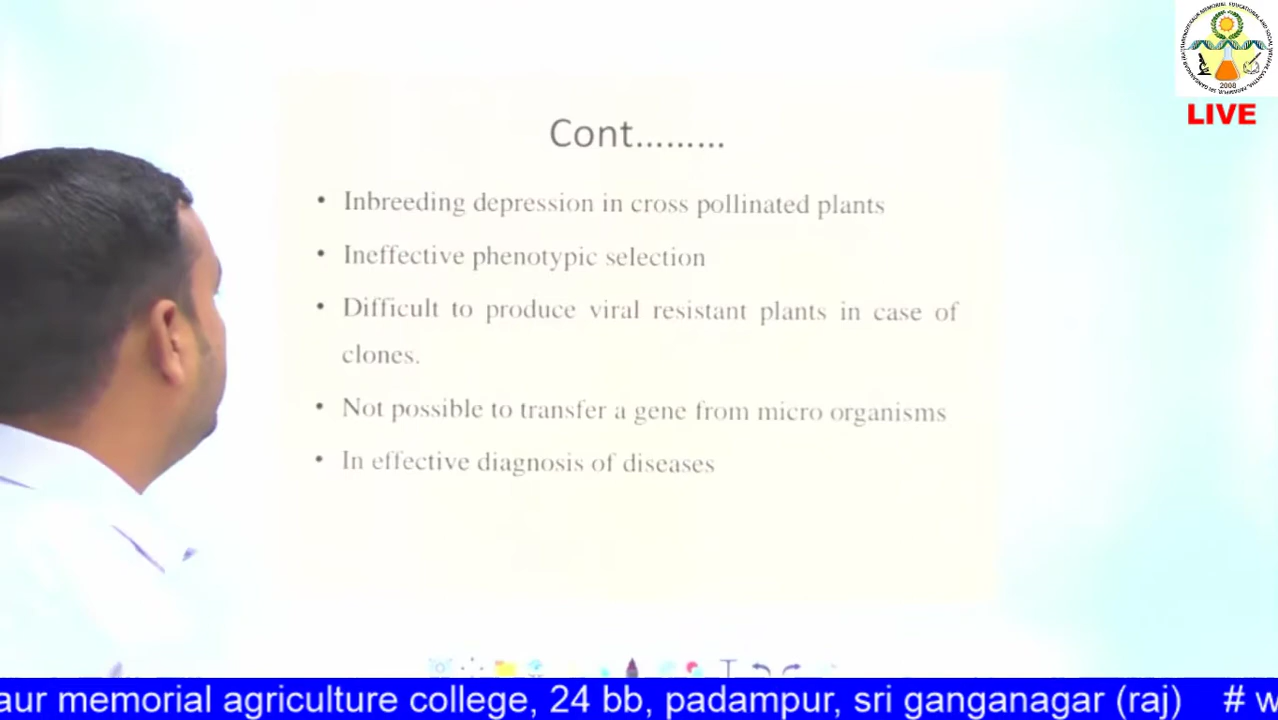 2008
LIVE
Cont.........
• Inbreeding depression in cross pollinated plants
• Ineffective phenotypic selection
• Difficult to produce viral resistant plants in case of
clones.
• Not possible to transfer a gene from micro organisms
• In effective diagnosis of diseases
aur memorial agriculture college, 24 bb, padampur, sri ganganagar (raj) # w